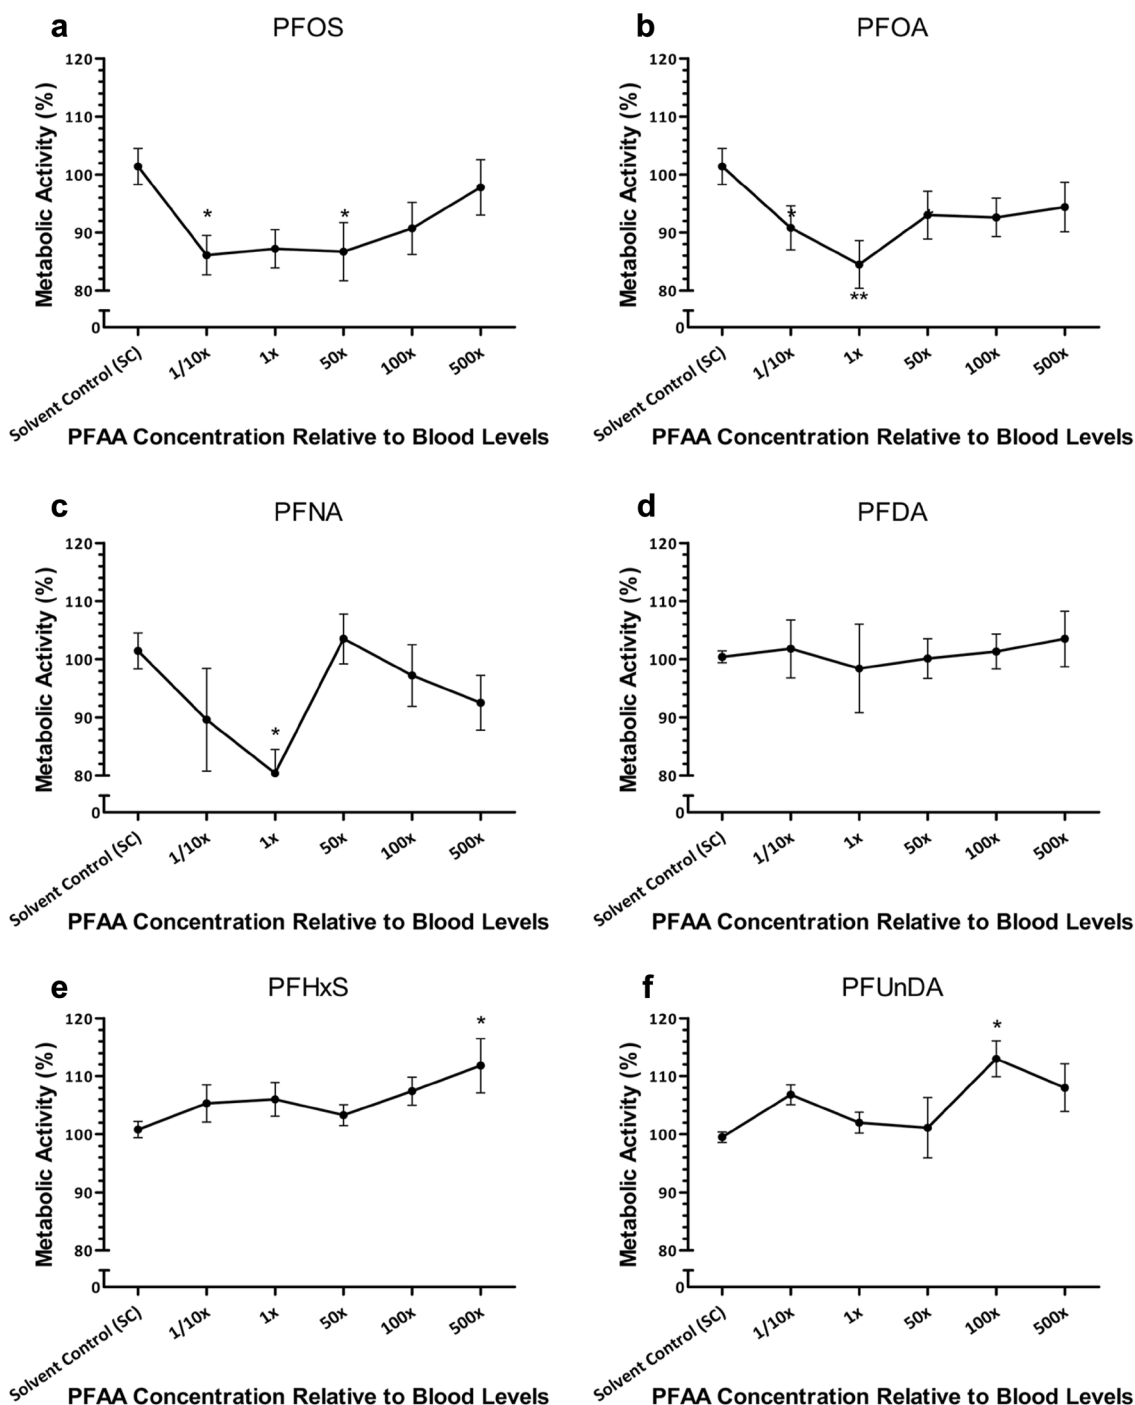 a
PFOS
Metabolic Activity (%)
120
110
100
90
80
0
*
*
Solvent Control (SC)
1/10x
1x
50x
100x
500x
PFAA Concentration Relative to Blood Levels
b
PFOA
Metabolic Activity (%)
120
110
100
90
80
0
*
**
Solvent Control (SC)
1/10x
1x
50x
100x
500x
PFAA Concentration Relative to Blood Levels
c
PFNA
Metabolic Activity (%)
120
110
100
90
80
0
*
Solvent Control (SC)
1/10x
1x
50x
100x
500x
PFAA Concentration Relative to Blood Levels
d
PFDA
Metabolic Activity (%)
120
110
100
90
80
0
Solvent Control (SC)
1/10x
1x
50x
100x
500x
PFAA Concentration Relative to Blood Levels
e
PFHxS
Metabolic Activity (%)
120
110
100
90
80
0
*
Solvent Control (SC)
1/10x
1x
50x
100x
500x
PFAA Concentration Relative to Blood Levels
f
PFUnDA
Metabolic Activity (%)
120
110
100
90
80
0
*
Solvent Control (SC)
1/10x
1x
50x
100x
500x
PFAA Concentration Relative to Blood Levels